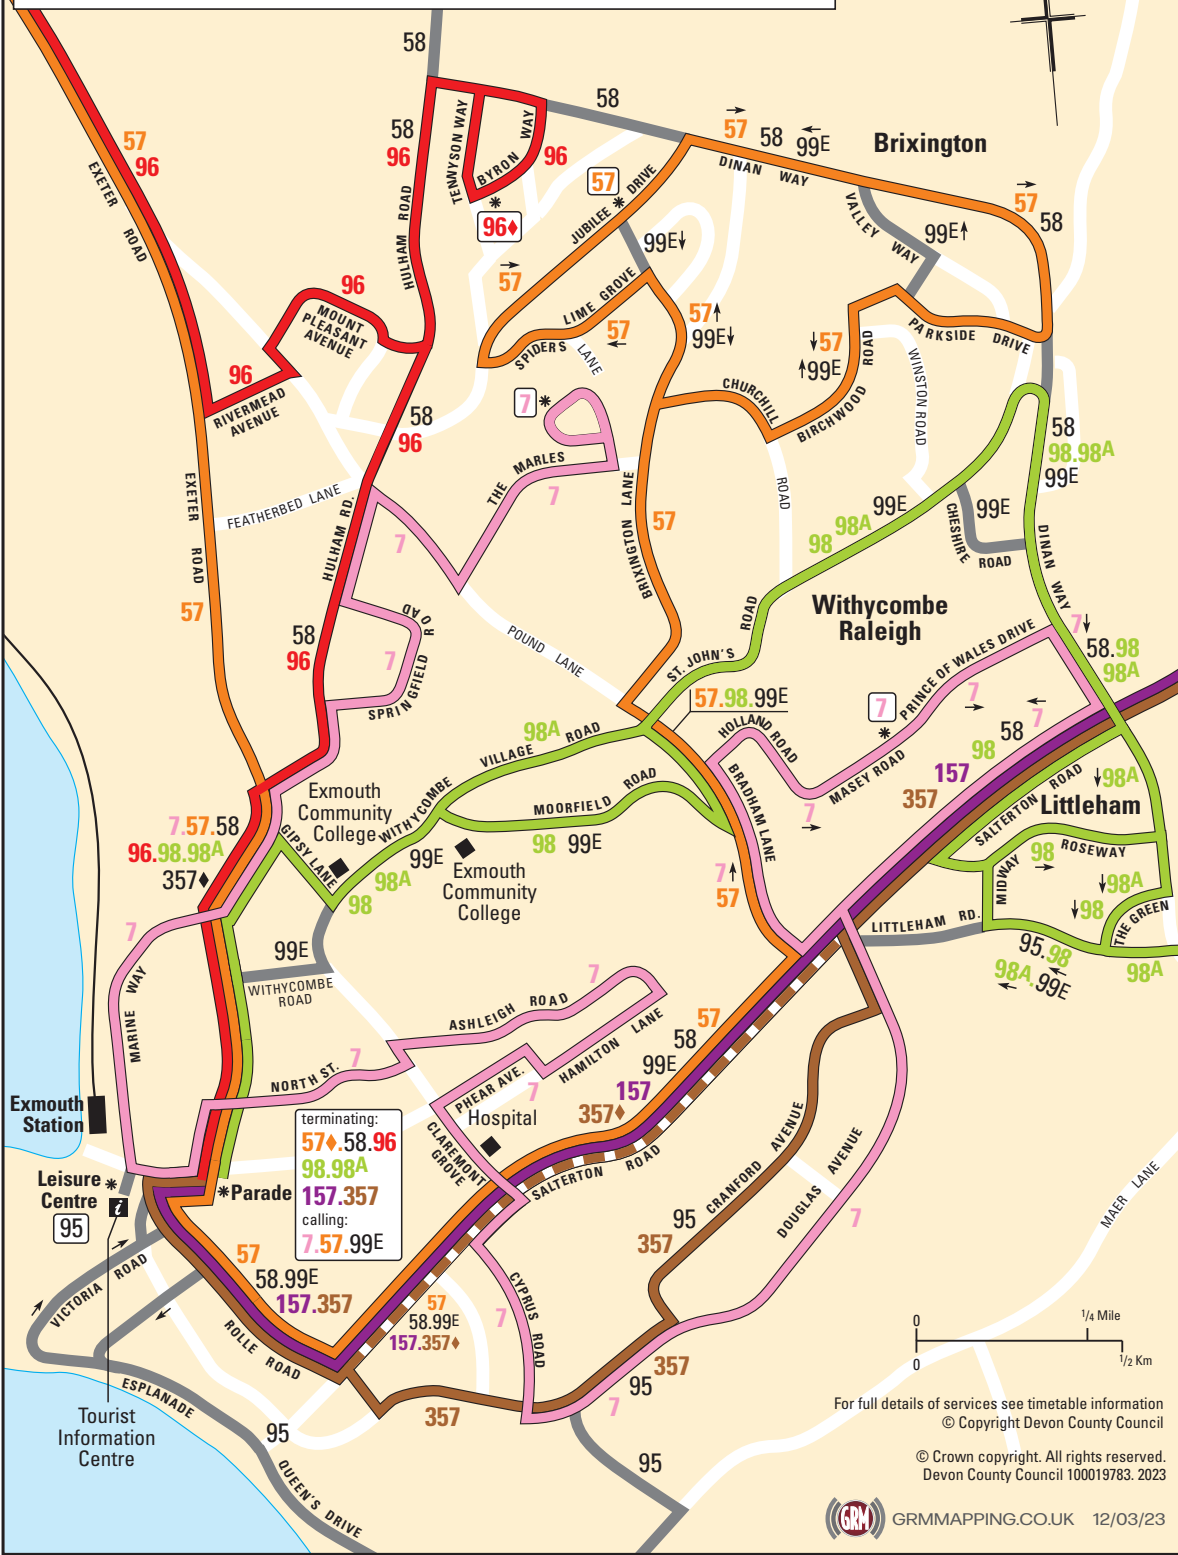 58
58
57
58
99E
Brixington
57
96
EXETER
ROAD
58
96
TENNYSON WAY
BYRON WAY
96
96♦
57
JUBILEE DRIVE
DINAN WAY
57
58
VALLEY WAY
99E
HULHAM ROAD
99E
57
LIME GROVE
57
SPIDERS
LANE
57
99E
57
99E
PARKSIDE DRIVE
96
MOUNT
PLEASANT
AVENUE
96
RIVERMEAD
AVENUE
58
96
7
CHURCHILL
BIRCHWOOD
ROAD
ROAD
WINSTON ROAD
58
98.98A
99E
THE MARLES
7
EXETER ROAD
FEATHERBED LANE
HULHAM RD.
7
BRIXINGTON LANE
57
99E
98A
98
99E
CHESHIRE
ROAD
DINAN WAY
57
58
96
SPRINGFIELD
ROAD
7
POUND LANE
ST. JOHN'S
ROAD
Withycombe
Raleigh
7
58.98
98A
PRINCE OF WALES DRIVE
7
7
57.98.99E
98A
VILLAGE ROAD
HOLLAND ROAD
7
MASEY ROAD
7
58
98
157
357
SALTERTON ROAD
98A
Littleham
Exmouth
Community
College
WITHYCOMBE
MOORFIELD ROAD
98 99E
BRADHAM LANE
7.57.58
96.98.98A
357♦
GIPSY LANE
99E
98A
98
Exmouth
Community
College
7
57
MIDWAY
98
ROSEWAY
98A
98
THE GREEN
LITTLEHAM RD.
95.98
98A.99E
98A
7
MARINE WAY
99E
WITHYCOMBE
ROAD
7
ASHLEIGH ROAD
HAMILTON LANE
57
58
99E
157
357♦
NORTH ST.
7
PHEAR AVE.
7
Hospital
CLAREMONT
GROVE
SALTERTON ROAD
Exmouth
Station
terminating:
57♦.58.96
98.98A
157.357
calling:
7.57.99E
CRANFORD AVENUE
DOUGLAS AVENUE
7
95
357
MAER LANE
Leisure
Centre
i
95
Parade
VICTORIA ROAD
57
58.99E
157.357
ROLLE ROAD
57
58.99E
157.357♦
7
CYPRUS ROAD
357
95
7
357
ESPLANADE
95
QUEEN'S DRIVE
95
Tourist
Information
Centre
0
1/4 Mile
0
1/2 Km
For full details of services see timetable information
© Copyright Devon County Council
© Crown copyright. All rights reserved.
Devon County Council 100019783. 2023
GRM
GRMMAPPING.CO.UK 12/03/23